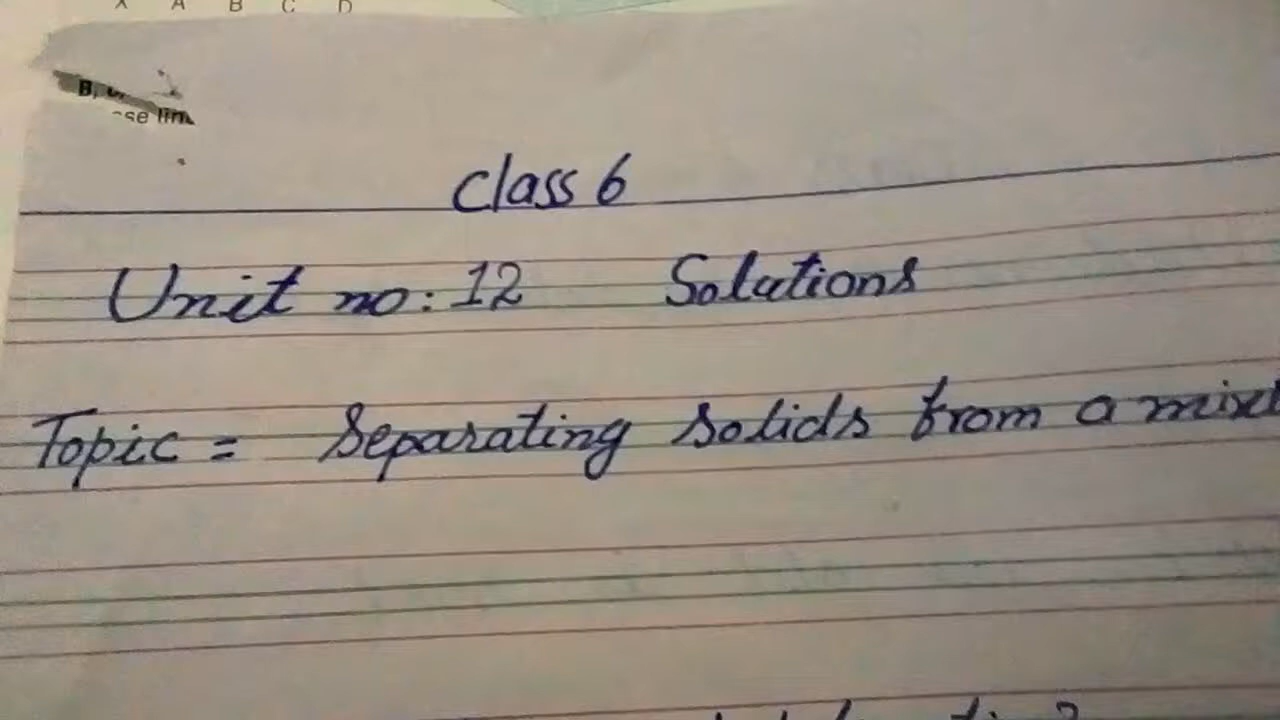 X A B C D
class 6
Unit no: 12 Solutions
Topic = Separating solids from a mixt